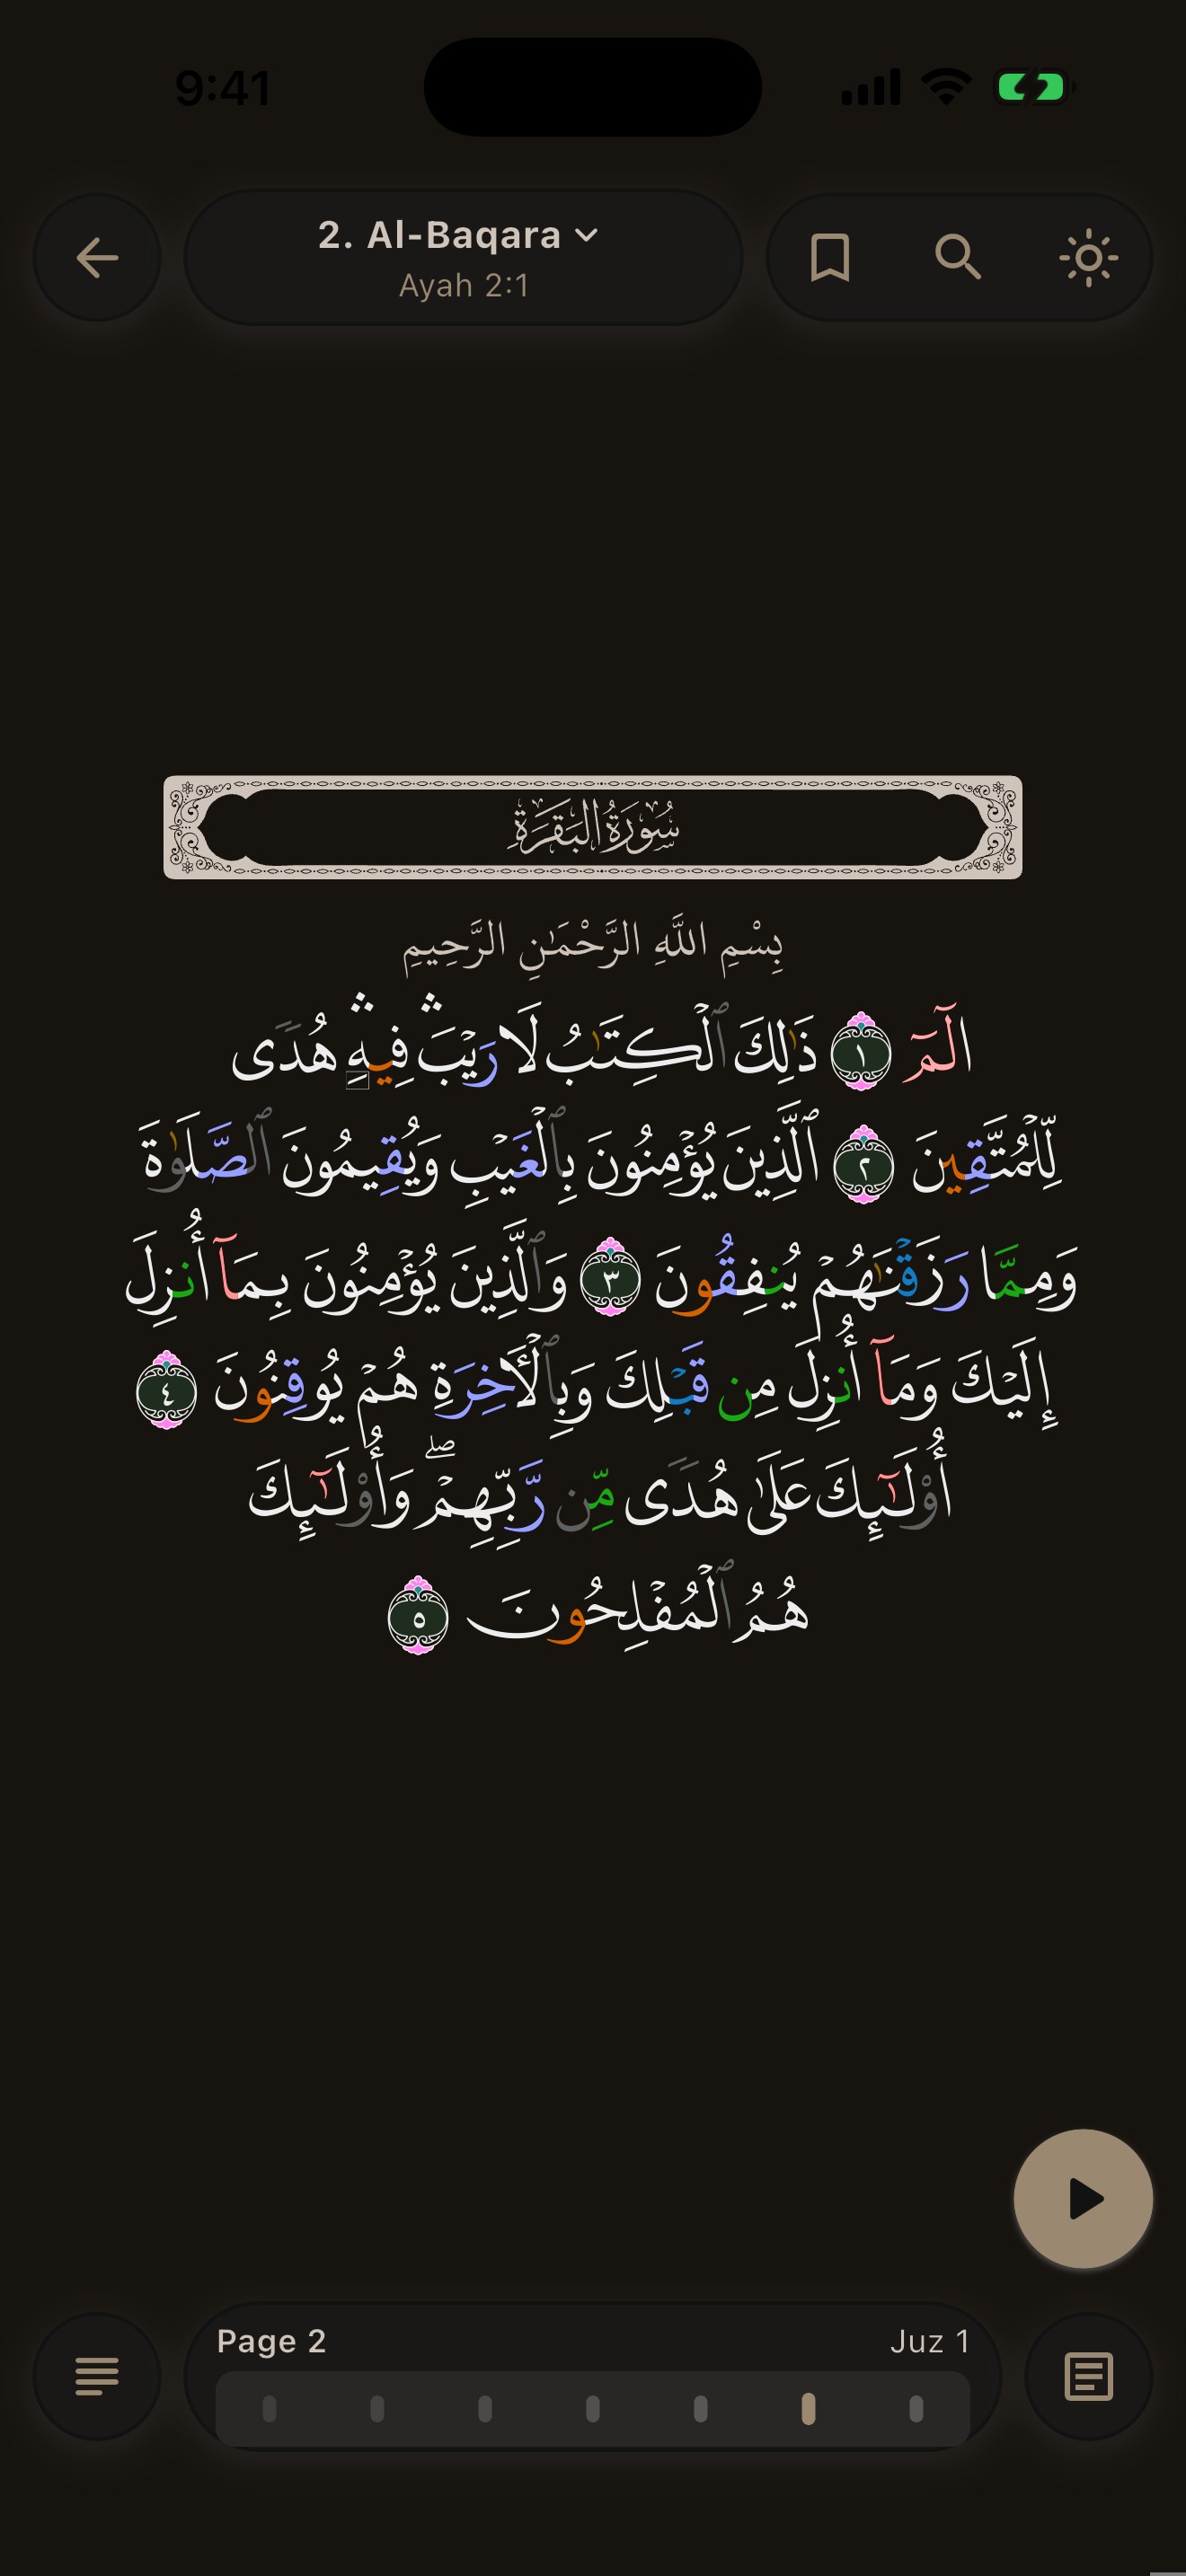 9:41
2. Al-Baqara
Ayah 2:1
سُورَةُ البَقَرَةِ
بِسْمِ اللَّهِ الرَّحْمَـٰنِ الرَّحِيمِ
الٓمٓ ١ ذَٰلِكَ ٱلْكِتَـٰبُ لَا رَيْبَ ۛ فِيهِ ۛ هُدًى
لِّلْمُتَّقِينَ ٢ ٱلَّذِينَ يُؤْمِنُونَ بِٱلْغَيْبِ وَيُقِيمُونَ ٱلصَّلَوٰةَ
وَمِمَّا رَزَقْنَـٰهُمْ يُنفِقُونَ ٣ وَٱلَّذِينَ يُؤْمِنُونَ بِمَآ أُنزِلَ
إِلَيْكَ وَمَآ أُنزِلَ مِن قَبْلِكَ وَبِٱلْـَٔاخِرَةِ هُمْ يُوقِنُونَ ٤
أُو۟لَـٰٓئِكَ عَلَىٰ هُدًى مِّن رَّبِّهِمْ ۖ وَأُو۟لَـٰٓئِكَ
هُمُ ٱلْمُفْلِحُونَ ٥
Page 2 Juz 1